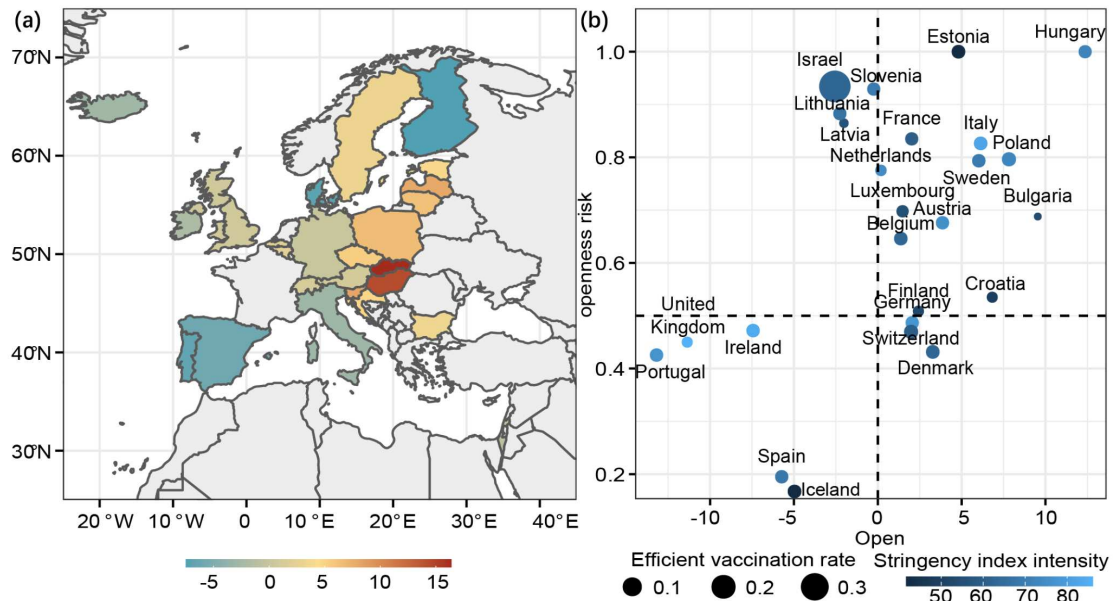 (a)
70°N
60°N
50°N
40°N
30°N
20°W 10°W 0 10°E 20°E 30°E 40°E
-5 0 5 10 15
(b)
openness risk
1.0
0.8
0.6
0.4
0.2
Estonia
Hungary
Israel
Slovenia
Lithuania
Latvia
France
Italy
Poland
Netherlands
Sweden
Luxembourg
Bulgaria
Austria
Belgium
Finland
Croatia
Germany
United
Kingdom
Ireland
Switzerland
Portugal
Denmark
Spain
Iceland
-10 -5 0 5 10
Open
Efficient vaccination rate
0.1 0.2 0.3
Stringency index intensity
50 60 70 80